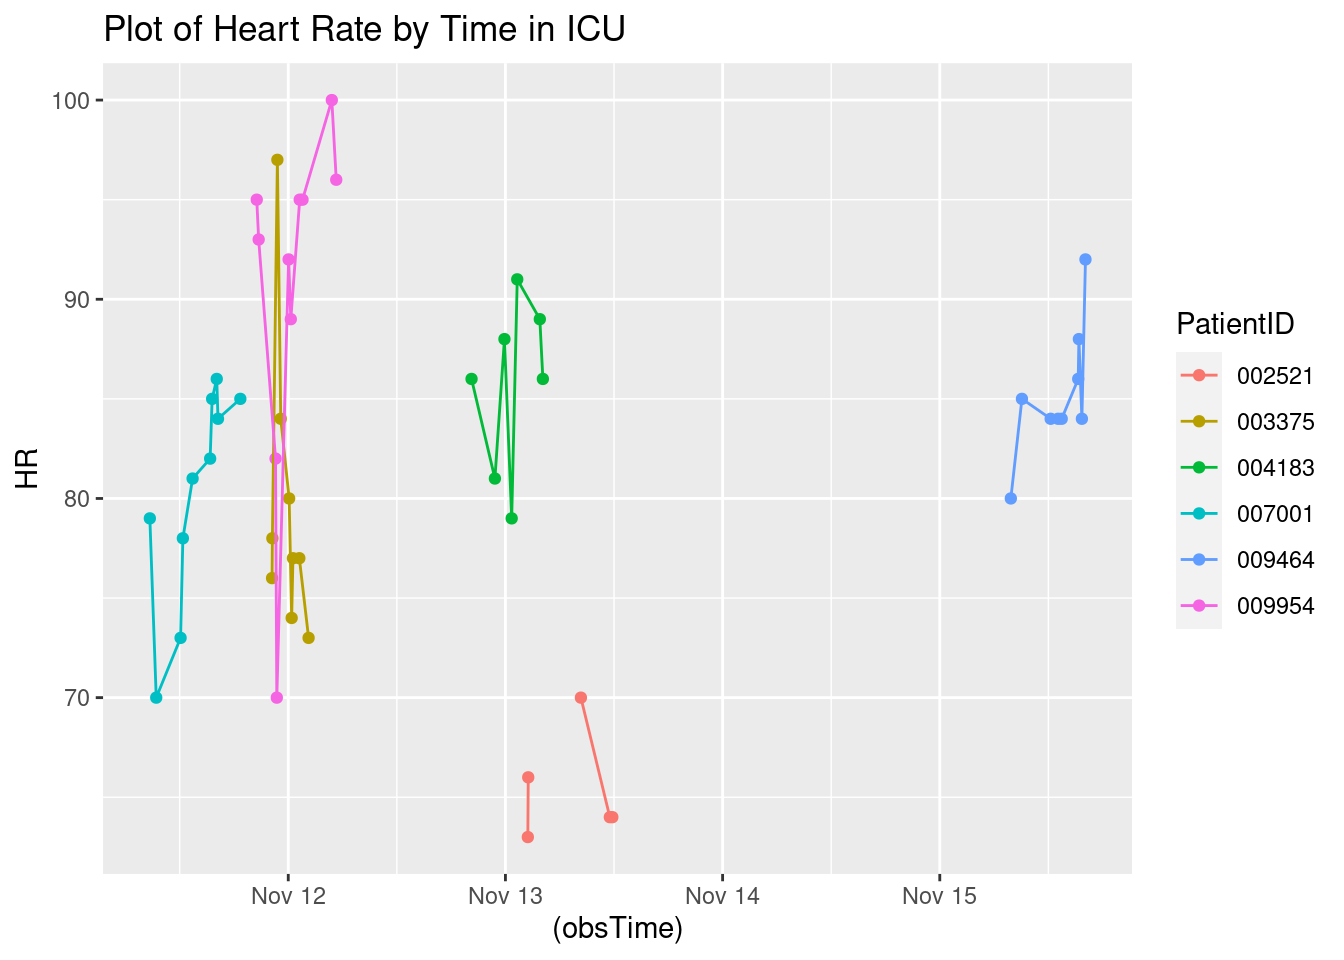 Plot of Heart Rate by Time in ICU
100
90
80
70
HR
Nov 12
Nov 13
Nov 14
Nov 15
(obsTime)
PatientID
002521
003375
004183
007001
009464
009954